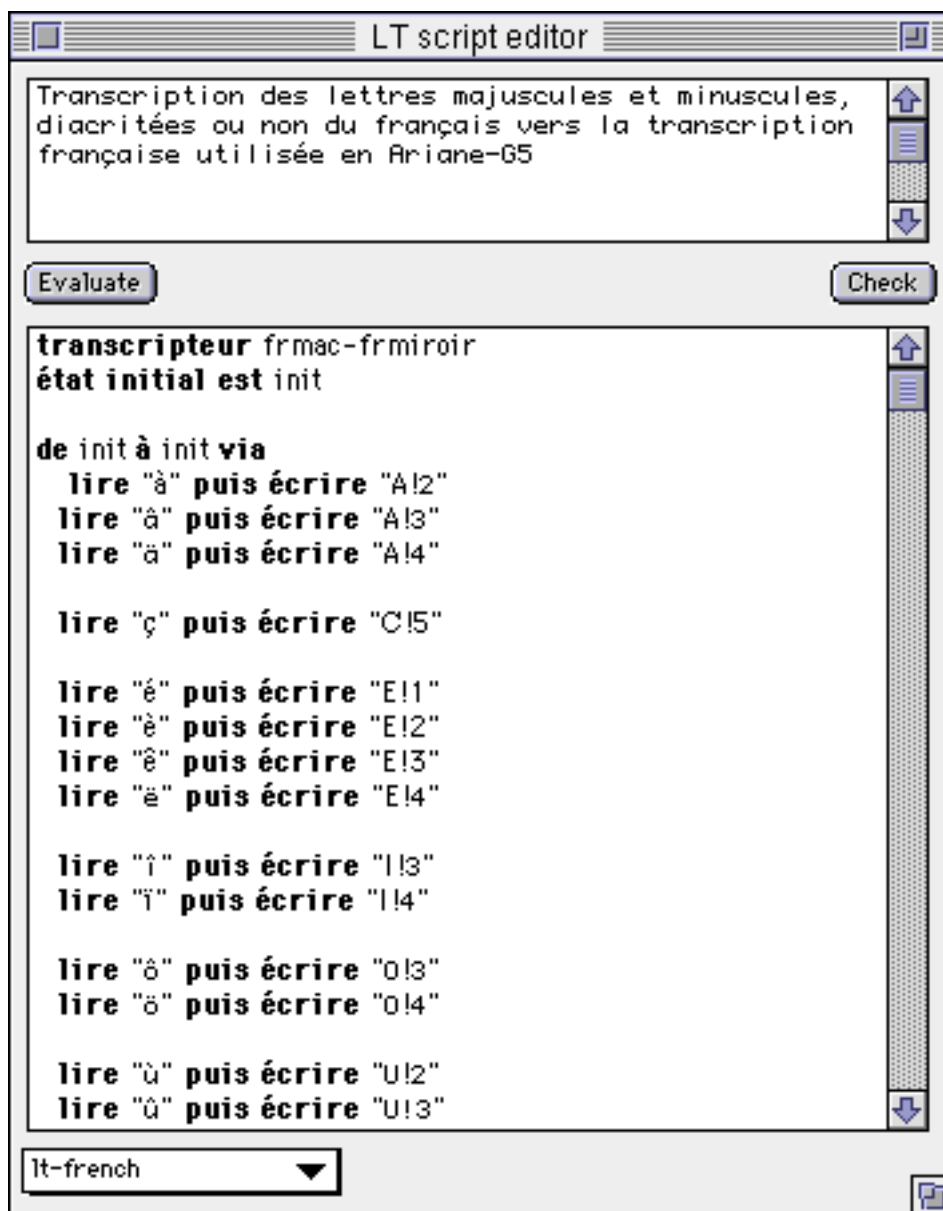 LT script editor
Transcription des lettres majuscules et minuscules,
diacritées ou non du français vers la transcription
française utilisée en Ariane-G5
Evaluate
Check
transcripteur frmac-frmiroir
état initial est init
de init à init via
lire "à" puis écrire "A!2"
lire "â" puis écrire "A!3"
lire "ä" puis écrire "A!4"
lire "ç" puis écrire "C!5"
lire "é" puis écrire "E!1"
lire "è" puis écrire "E!2"
lire "ê" puis écrire "E!3"
lire "ë" puis écrire "E!4"
lire "î" puis écrire "I!3"
lire "ï" puis écrire "I!4"
lire "ô" puis écrire "O!3"
lire "ö" puis écrire "O!4"
lire "ù" puis écrire "U!2"
lire "û" puis écrire "U!3"
lt-french